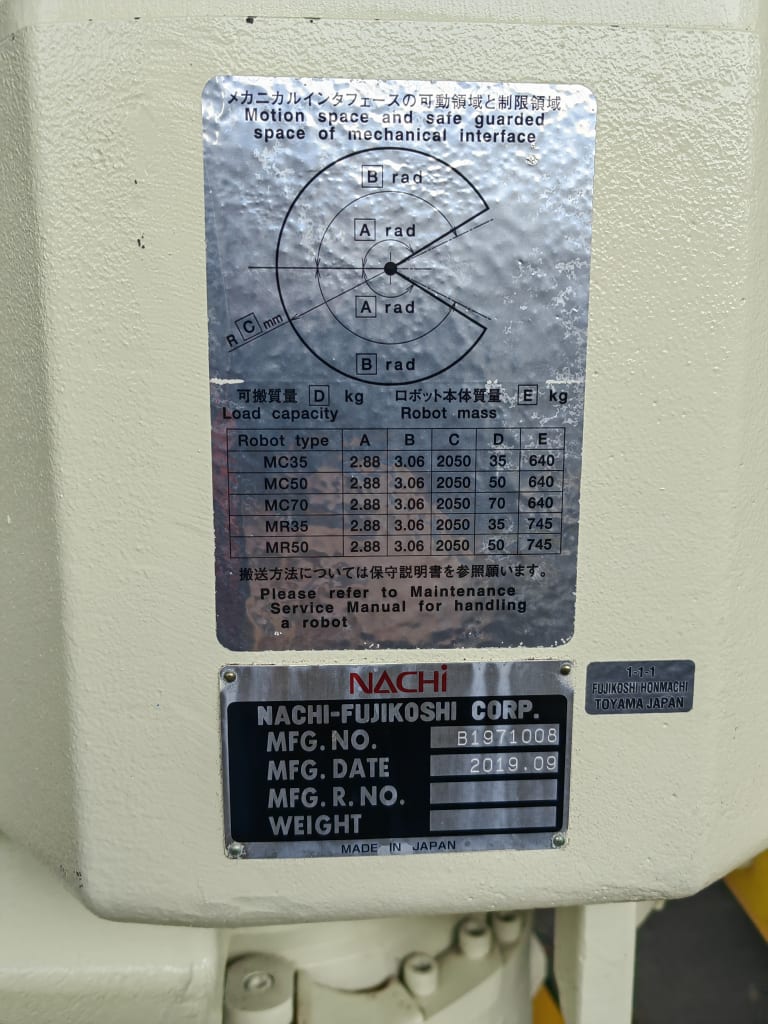 メカニカルインタフェースの可動領域と制限領域
Motion space and safe guarded
space of mechanical interface
B rad
A rad
A rad
R C mm
B rad
可搬質量 D kg ロボット本体質量 E kg
Load capacity Robot mass
Robot type A B C D E
MC35 2.88 3.06 2050 35 640
MC50 2.88 3.06 2050 50 640
MC70 2.88 3.06 2050 70 640
MR35 2.88 3.06 2050 35 745
MR50 2.88 3.06 2050 50 745
搬送方法については保守説明書を参照願います。
Please refer to Maintenance
Service Manual for handling
a robot
NACHi
NACHI-FUJIKOSHI CORP.
MFG. NO. B1971008
MFG. DATE 2019.09
MFG. R. NO.
WEIGHT
MADE IN JAPAN
1-1-1
FUJIKOSHI HONMACHI
TOYAMA JAPAN